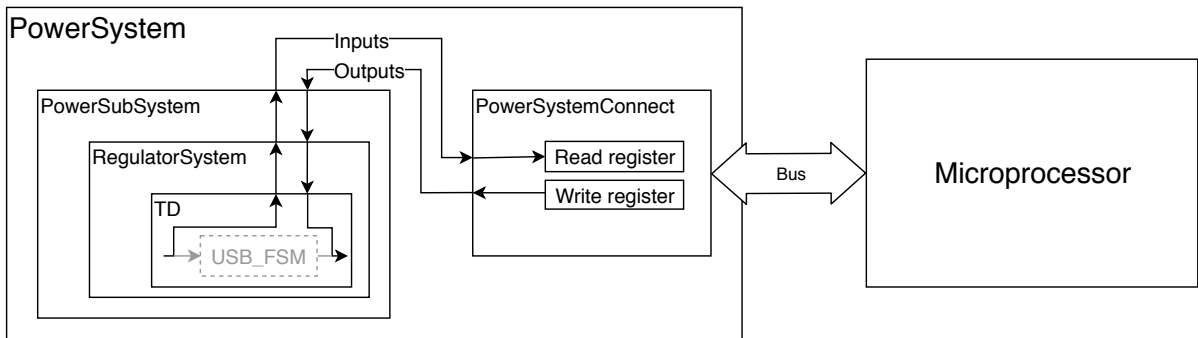 PowerSystem
Inputs
Outputs
PowerSubSystem
PowerSystemConnect
RegulatorSystem
Read register
Write register
TD
USB_FSM
Bus
Microprocessor